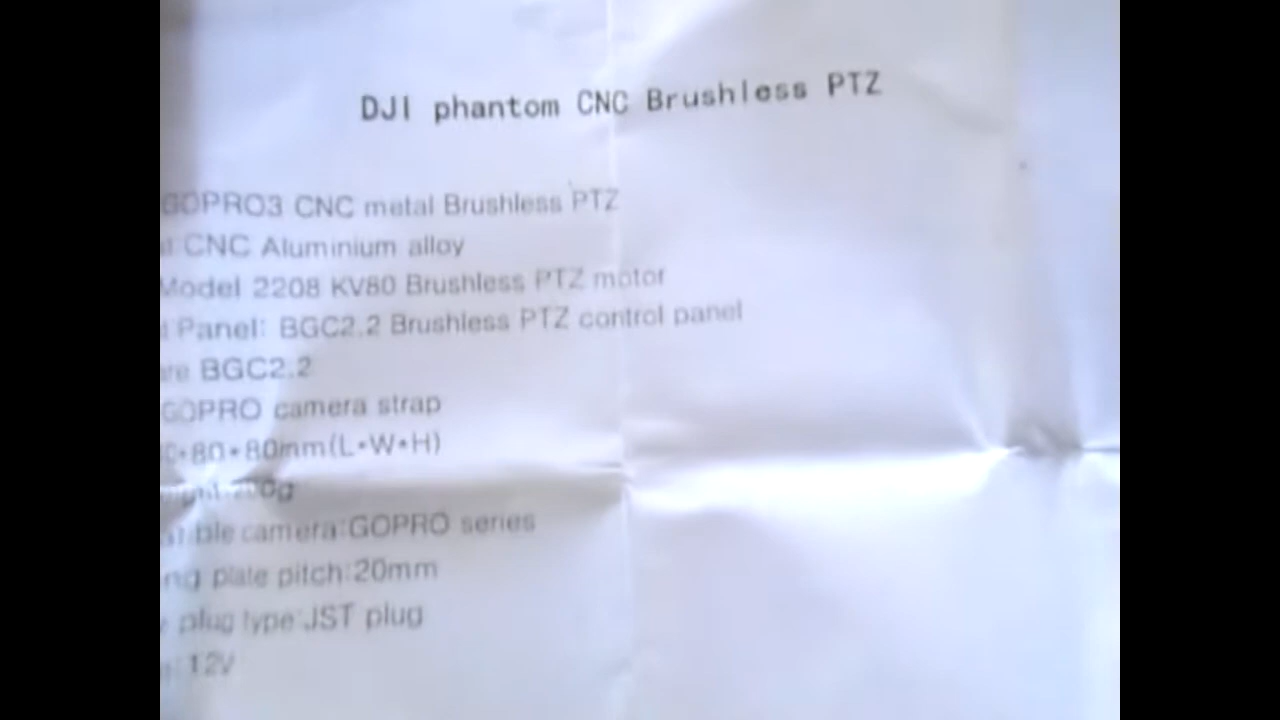 DJI phantom CNC Brushless PTZ
GOPRO3 CNC metal Brushless PTZ
CNC Aluminium alloy
Model 2208 KV80 Brushless PTZ motor
Panel: BGC2.2 Brushless PTZ control panel
BGC2.2
GOPRO camera strap
80*80mm(L*W*H)
camera:GOPRO series
plate pitch:20mm
plug type:JST plug
12V